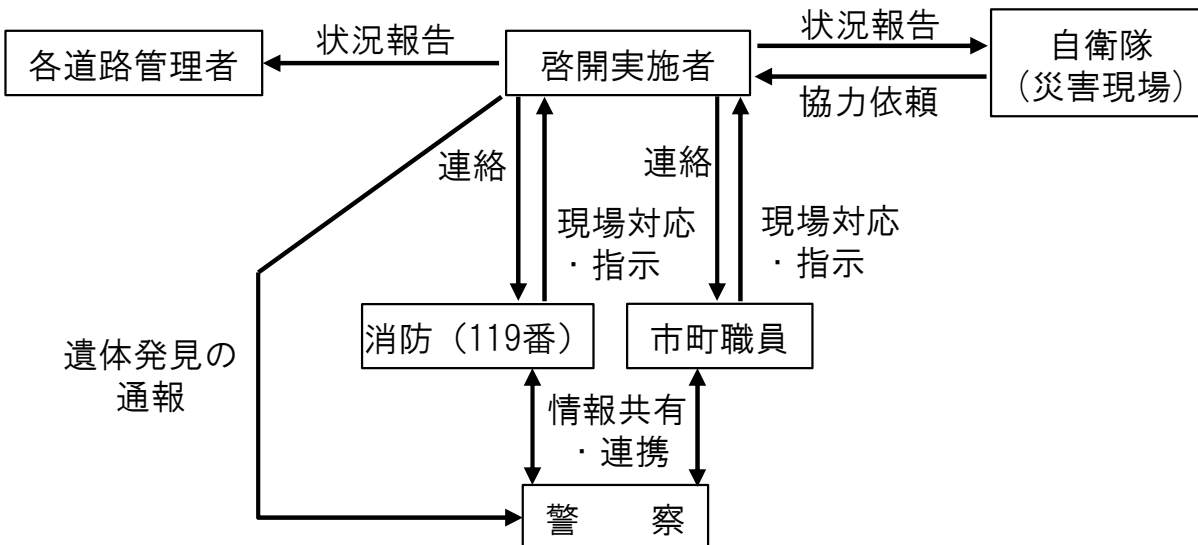 各道路管理者
状況報告
啓開実施者
状況報告
協力依頼
自衛隊
（災害現場）
連絡
連絡
現場対応
・指示
現場対応
・指示
消防（119番）
市町職員
遺体発見の
通報
情報共有
・連携
警　　察